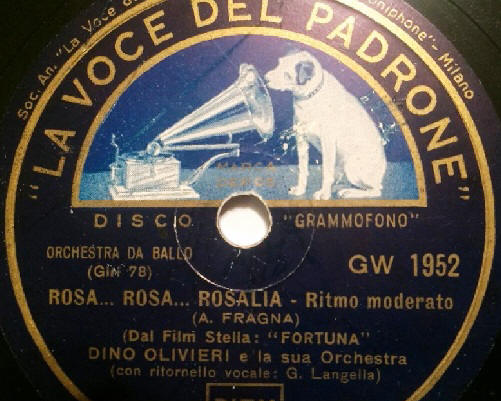 Soc. An. "La Voce d
oniphone" - Milano
"LA VOCE DEL PADRONE"
DISCO "GRAMMOFONO"
ORCHESTRA DA BALLO
(Gin 78)
GW 1952
ROSA... ROSA... ROSALIA - Ritmo moderato
(A. FRAGNA)
(Dal Film Stella: "FORTUNA"
DINO OLIVIERI e la sua Orchestra
(con ritornello vocale: G. Langella)